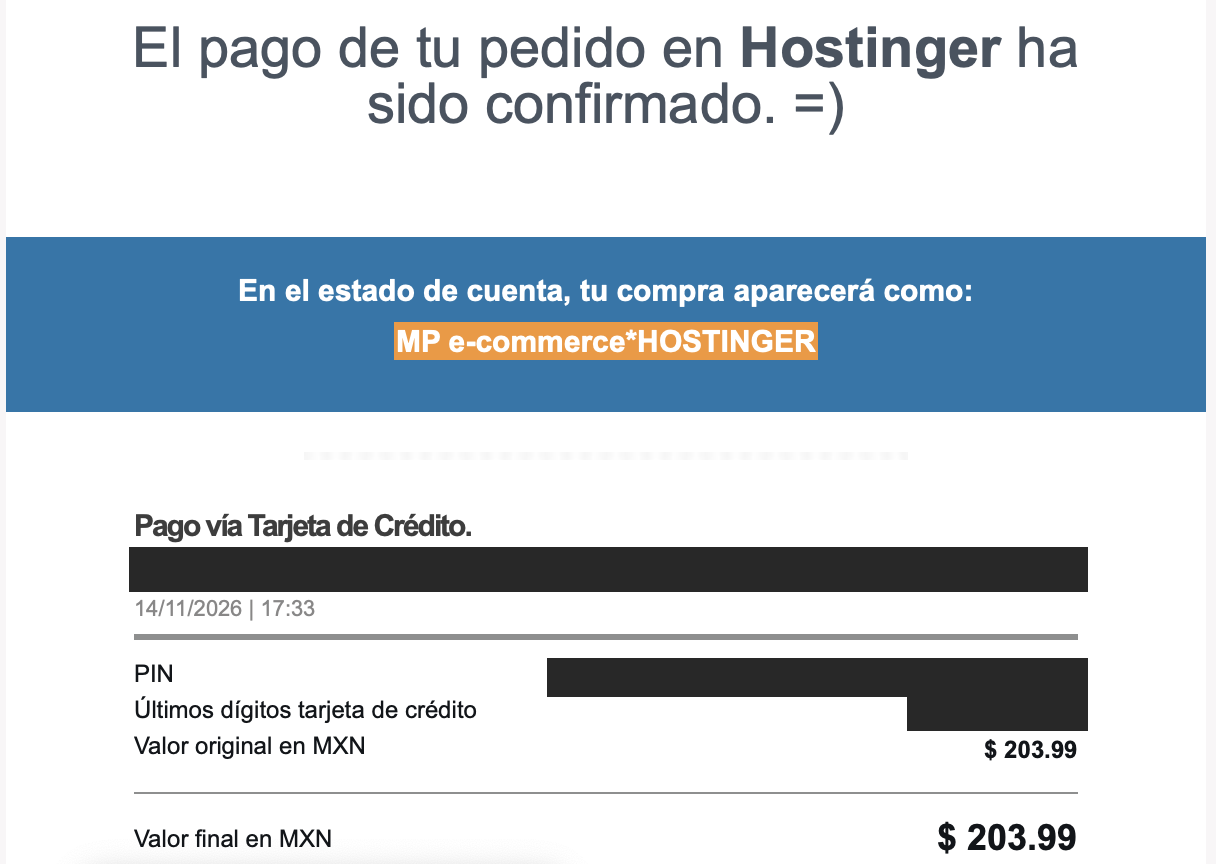 El pago de tu pedido en Hostinger ha
sido confirmado. =)
En el estado de cuenta, tu compra aparecerá como:
MP e-commerce*HOSTINGER
Pago vía Tarjeta de Crédito.
14/11/2026 | 17:33
PIN
Últimos dígitos tarjeta de crédito
Valor original en MXN $ 203.99
Valor final en MXN $ 203.99